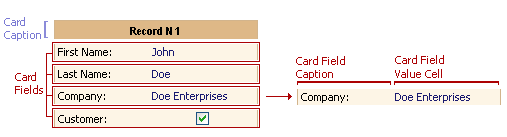 Card
Caption
Record N 1
First Name: John
Last Name: Doe
Company: Doe Enterprises
Customer:
Card
Fields
Card Field
Caption
Card Field
Value Cell
Company: Doe Enterprises